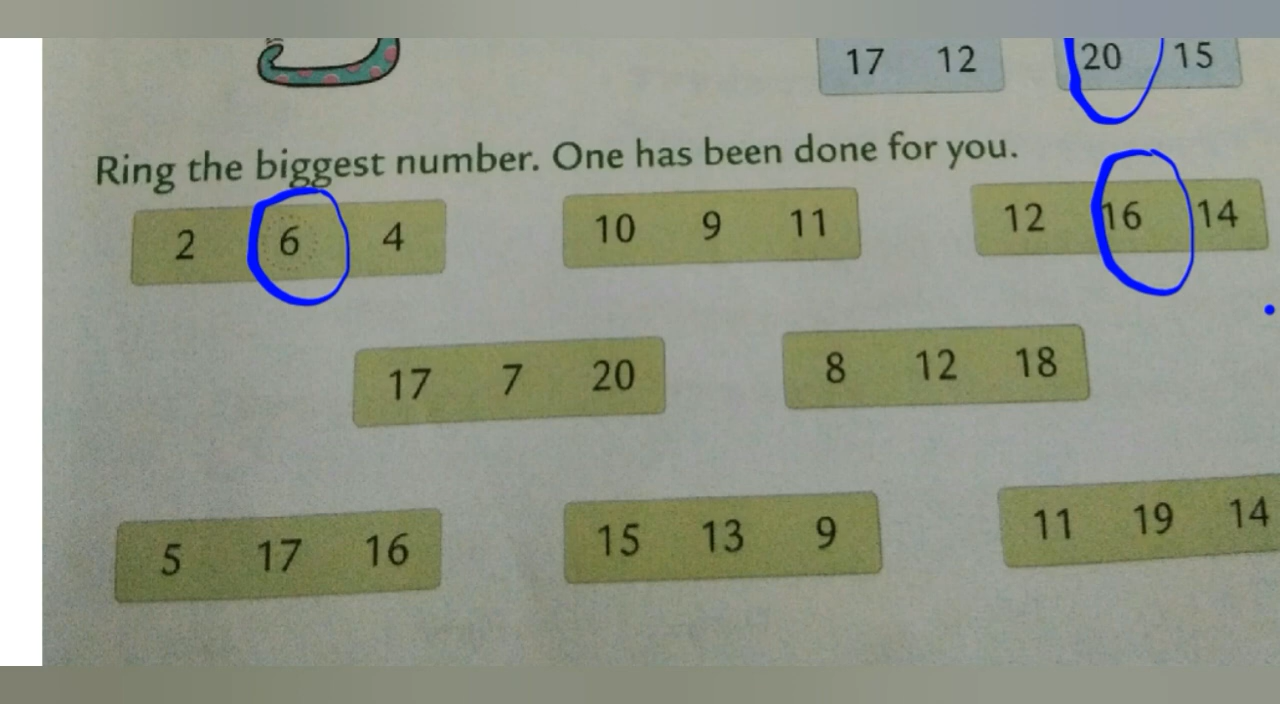 17 12 20 15
Ring the biggest number. One has been done for you.
2 6 4 10 9 11 12 16 14
17 7 20 8 12 18
5 17 16 15 13 9 11 19 14